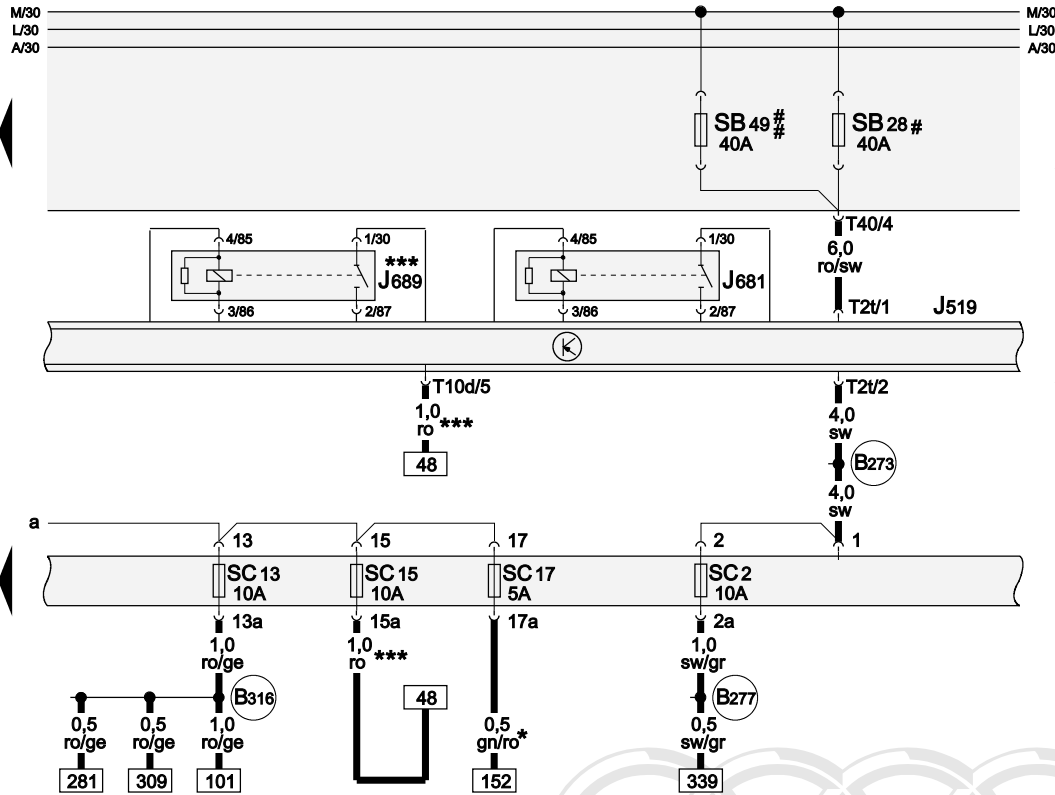 M/30
M/30
L/30
L/30
A/30
A/30
SB 49 # #
40A
SB 28 #
40A
T40/4
6,0
ro/sw
T2t/1
J519
4/85
1/30
***
J689
3/86
2/87
4/85
1/30
J681
3/86
2/87
T10d/5
1,0
ro ***
48
T2t/2
4,0
sw
B273
4,0
sw
a
13
15
17
2
1
SC 13
10A
SC 15
10A
SC 17
5A
SC 2
10A
13a
15a
17a
2a
1,0
ro/ge
1,0
ro ***
1,0
sw/gr
B316
48
B277
0,5
ro/ge
0,5
ro/ge
1,0
ro/ge
0,5
gn/ro*
0,5
sw/gr
281
309
101
152
339